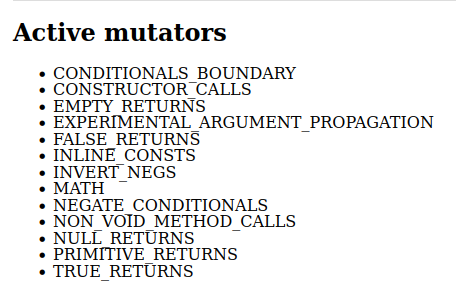 Active mutators
CONDITIONALS_BOUNDARY
CONSTRUCTOR_CALLS
EMPTY_RETURNS
EXPERIMENTAL_ARGUMENT_PROPAGATION
FALSE_RETURNS
INLINE_CONSTS
INVERT_NEGS
MATH
NEGATE_CONDITIONALS
NON_VOID_METHOD_CALLS
NULL_RETURNS
PRIMITIVE_RETURNS
TRUE_RETURNS